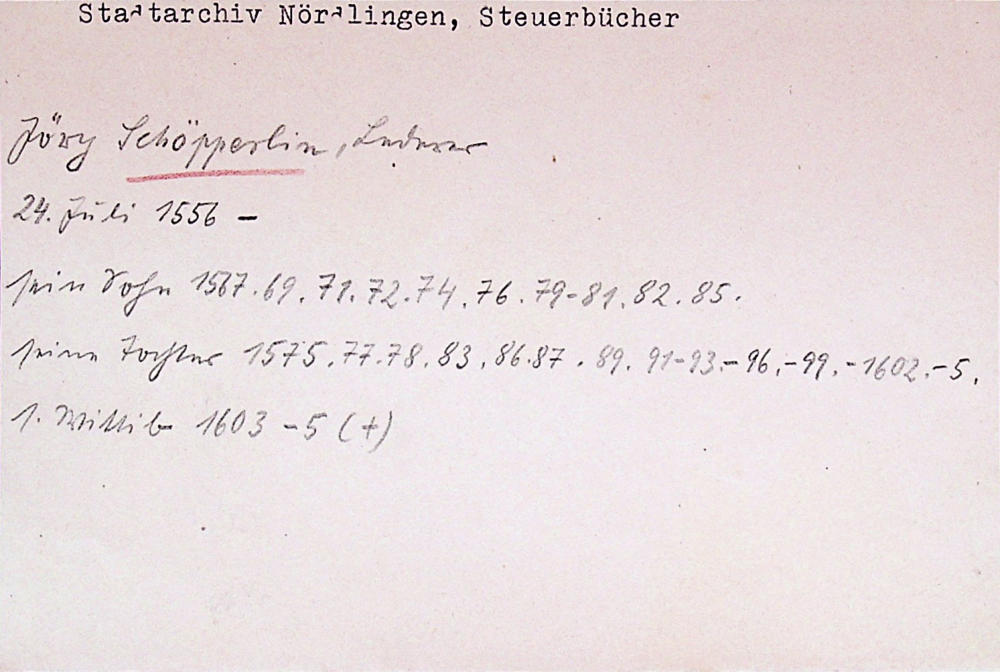 Stadtarchiv Nördlingen, Steuerbücher
Jörg Schöpperlin, Lederer
24. Juli 1556 –
sein Sohn 1567.69.71.72.74.76.79-81.82.85.
seine Tochter 1575.77.78.83.86.87.89.91-93.-96.-99.-1602.-5.
s. Wittib 1603 -5 (+)